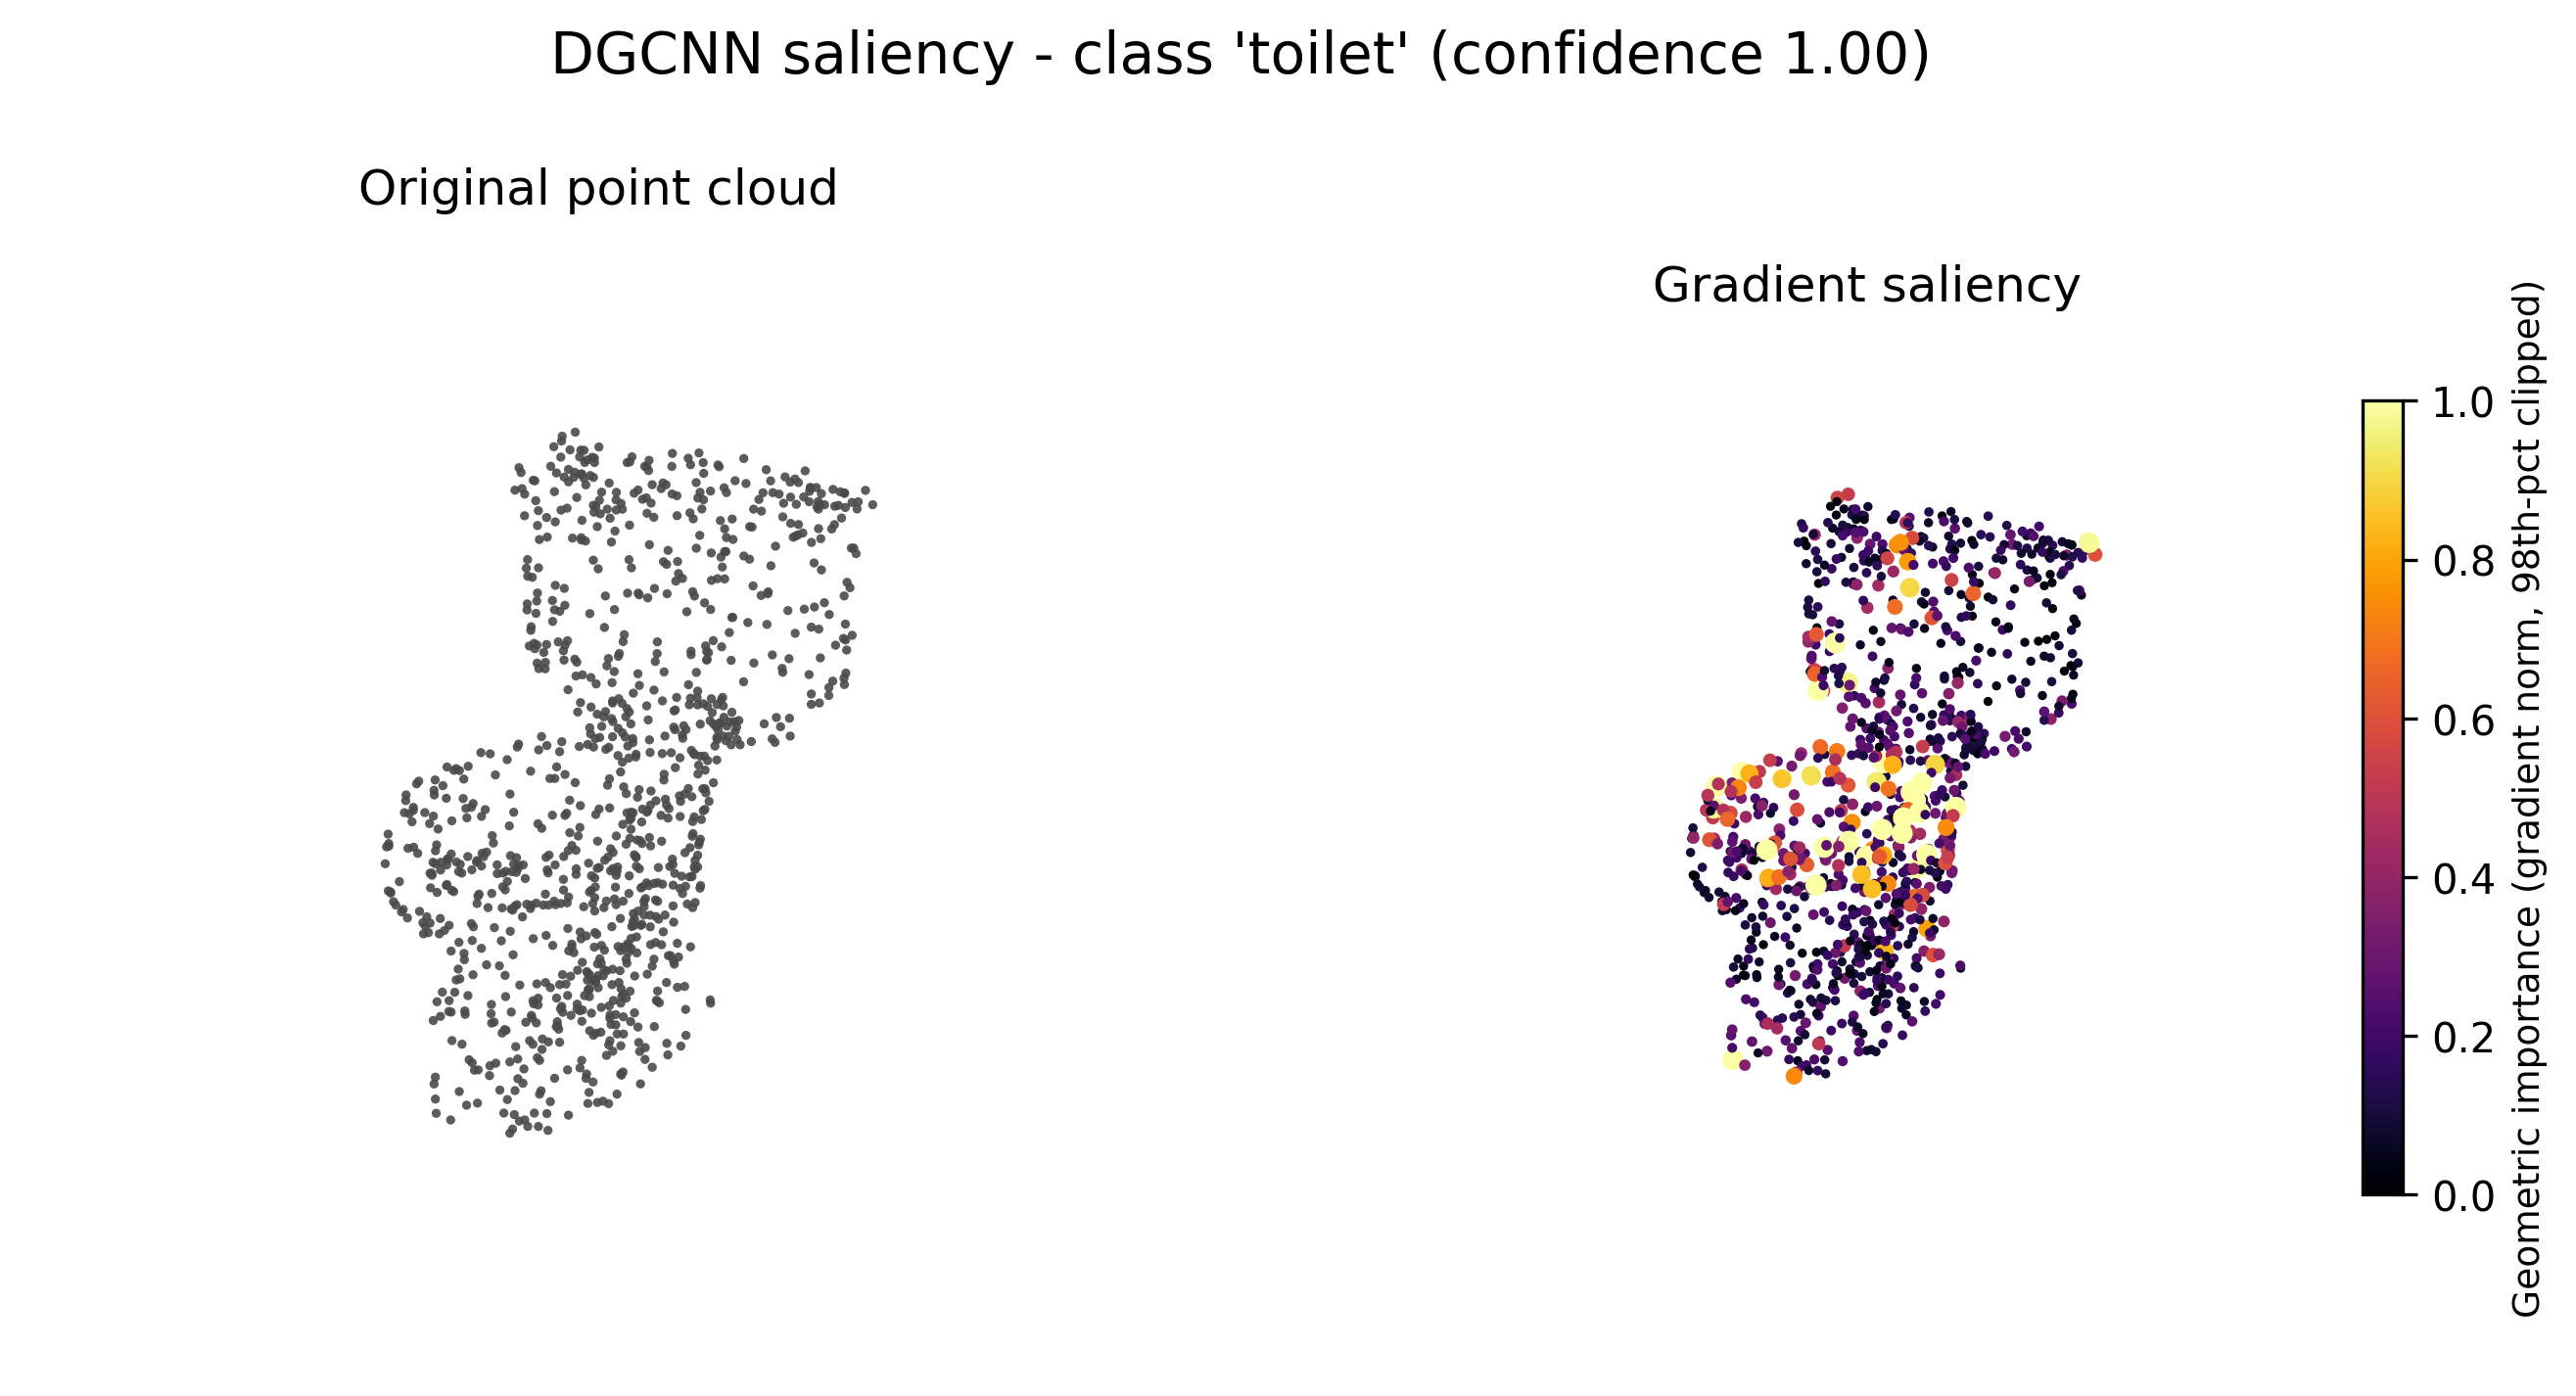 DGCNN saliency - class 'toilet' (confidence 1.00)
Original point cloud
Gradient saliency
1.0
0.8
0.6
0.4
0.2
0.0
Geometric importance (gradient norm, 98th-pct clipped)